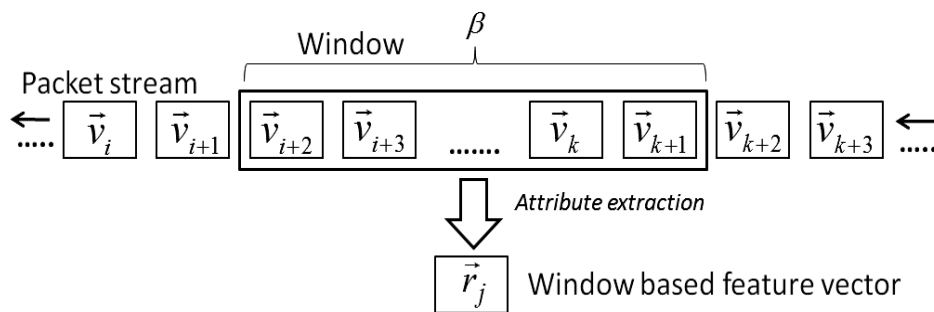 β
Window
Packet stream
..... v⃗ᵢ v⃗ᵢ₊₁ v⃗ᵢ₊₂ v⃗ᵢ₊₃ ....... v⃗ₖ v⃗ₖ₊₁ v⃗ₖ₊₂ v⃗ₖ₊₃ .....
Attribute extraction
r⃗ⱼ Window based feature vector